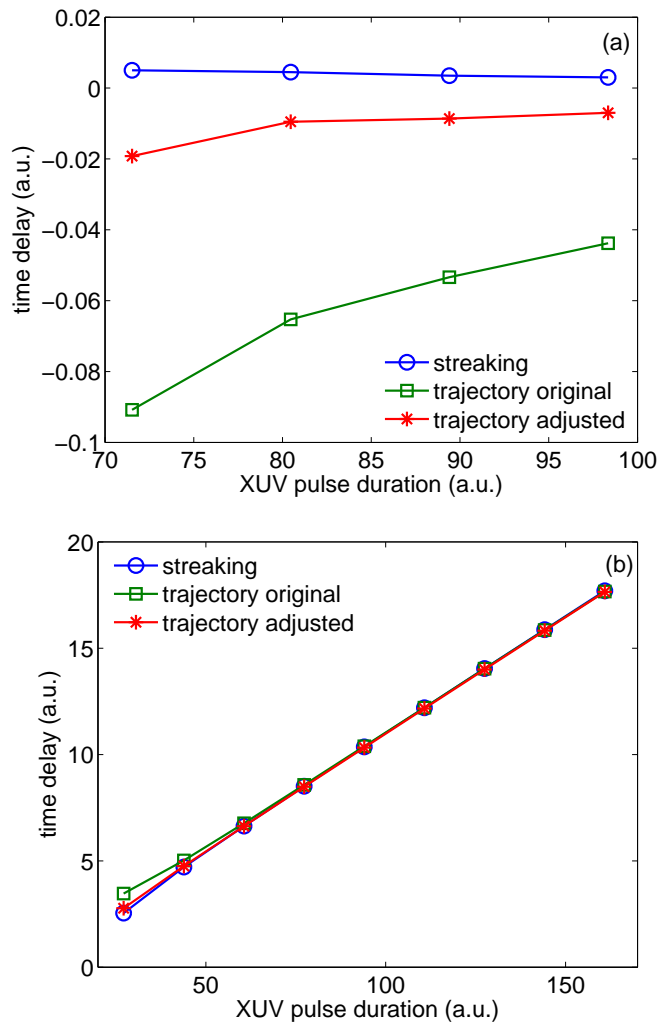 0.02
(a)
0
−0.02
−0.04
−0.06
−0.08
−0.1
time delay (a.u.)
streaking
trajectory original
trajectory adjusted
70 75 80 85 90 95 100
XUV pulse duration (a.u.)
20
(b)
streaking
trajectory original
trajectory adjusted
15
10
5
0
time delay (a.u.)
50 100 150
XUV pulse duration (a.u.)